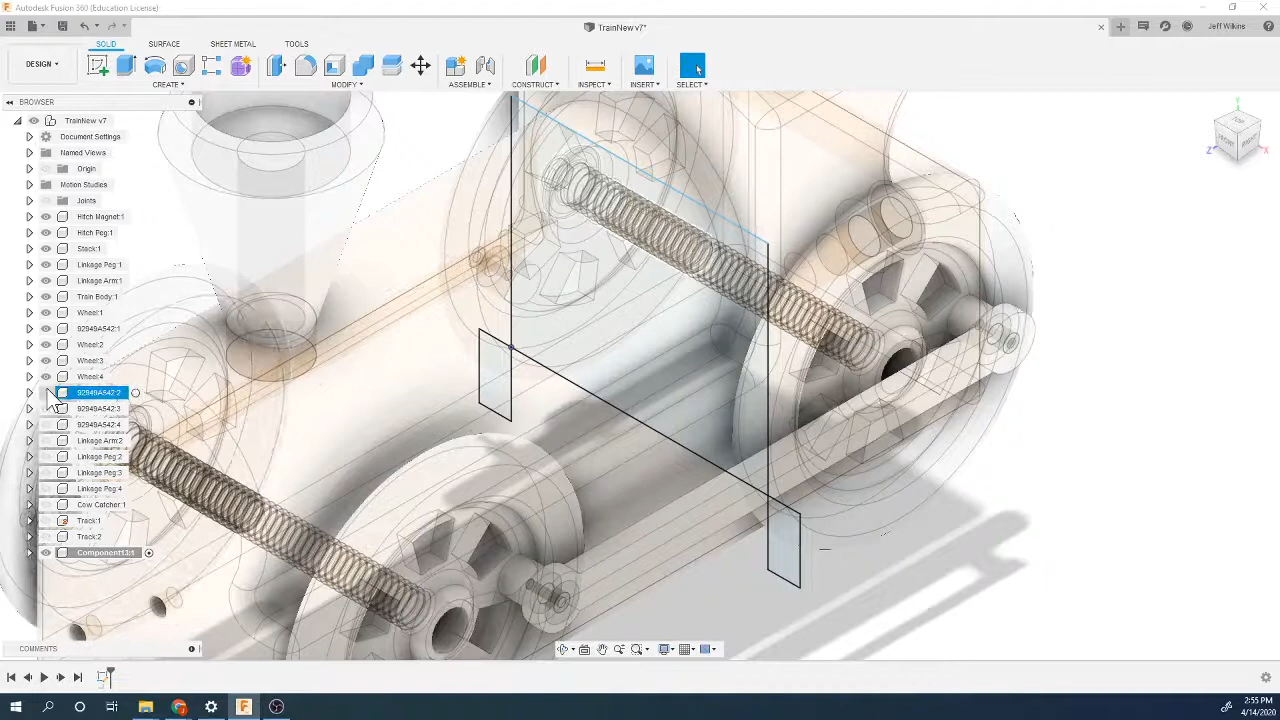 Autodesk Fusion 360 (Education License)
TrainNew v7*
Jeff Wilkins
SOLID SURFACE SHEET METAL TOOLS
DESIGN
CREATE MODIFY ASSEMBLE CONSTRUCT INSPECT INSERT SELECT
BROWSER
TrainNew v7
Document Settings
Named Views
Origin
Motion Studies
Joints
Hitch Magnet:1
Hitch Peg:1
Stack:1
Linkage Peg:1
Linkage Arm:1
Train Body:1
Wheel:1
92949A542:1
Wheel:2
Wheel:3
Wheel:4
92949A542:2
92949A542:3
92949A542:4
Linkage Arm:2
Linkage Peg:2
Linkage Peg:3
Linkage Peg:4
Cow Catcher:1
Track:1
Track:2
Component13:1
TOP
FRONT
RIGHT
Y
Z
X
COMMENTS
2:55 PM
4/14/2020